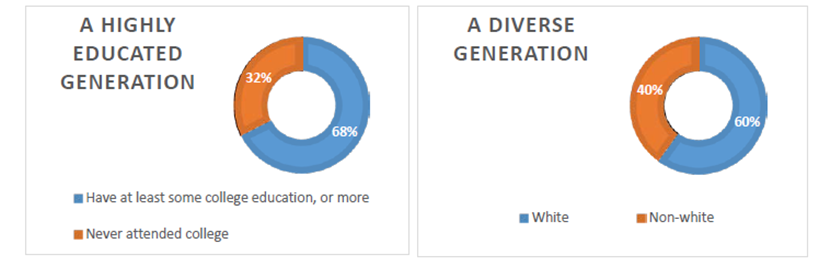 A HIGHLY
EDUCATED
GENERATION
32%
68%
Have at least some college education, or more
Never attended college
A DIVERSE
GENERATION
40%
60%
White
Non-white